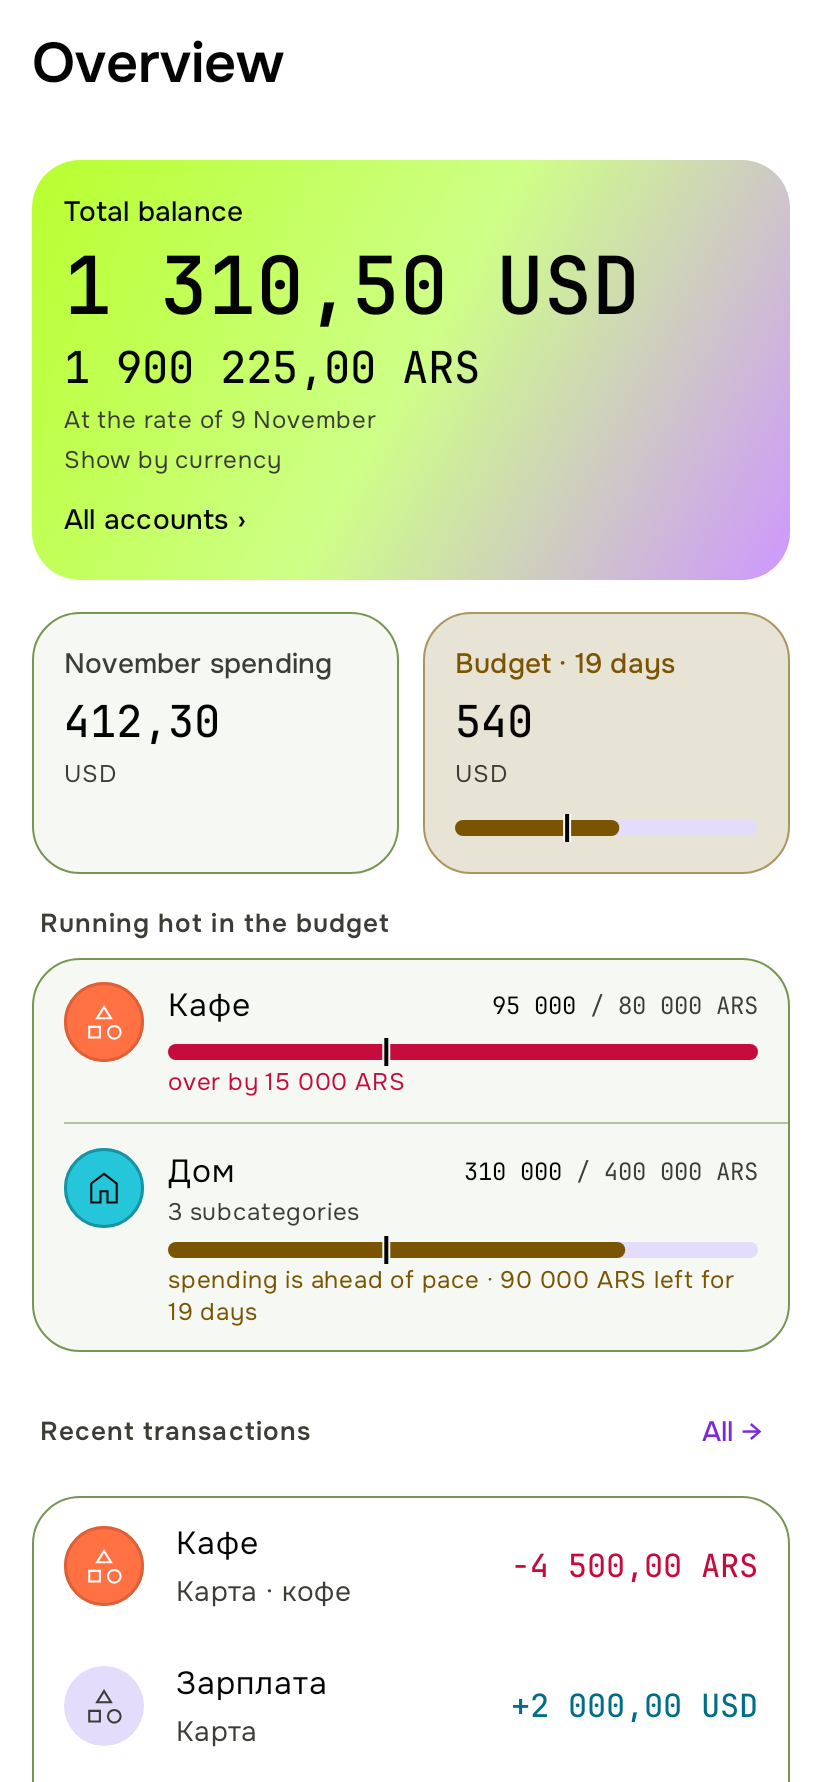 Overview
Total balance
1 310,50 USD
1 900 225,00 ARS
At the rate of 9 November
Show by currency
All accounts ›
November spending
412,30
USD
Budget · 19 days
540
USD
Running hot in the budget
Кафе
95 000 / 80 000 ARS
over by 15 000 ARS
Дом
310 000 / 400 000 ARS
3 subcategories
spending is ahead of pace · 90 000 ARS left for
19 days
Recent transactions
All →
Кафе
-4 500,00 ARS
Карта · кофе
Зарплата
+2 000,00 USD
Карта